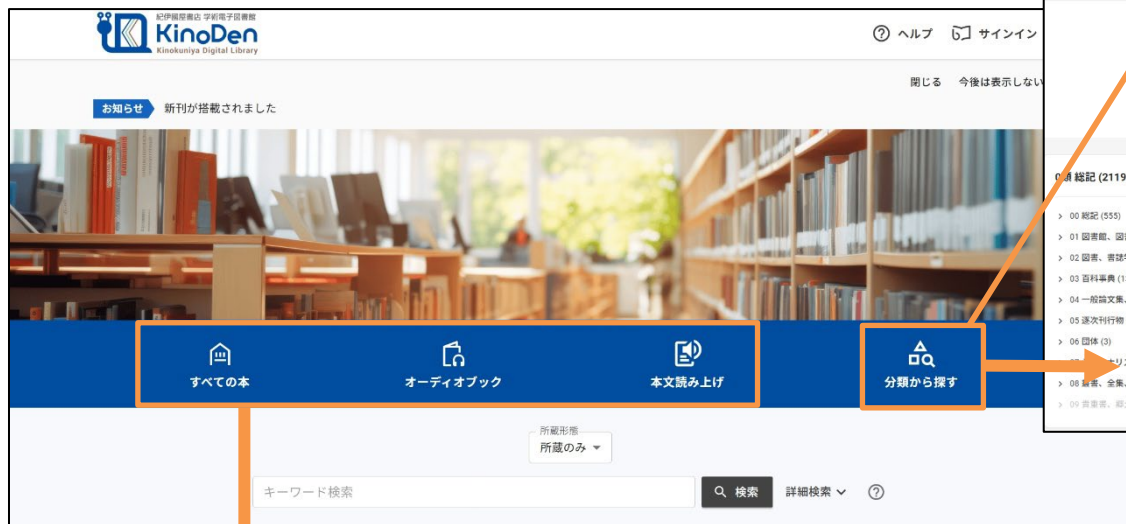 紀伊國屋書店 学術電子図書館
KinoDen
Kinokuniya Digital Library
ヘルプ サインイン
閉じる 今後は表示しない
お知らせ 新刊が搭載されました
すべての本 オーディオブック 本文読み上げ 分類から探す
所蔵形態
所蔵のみ
キーワード検索 検索 詳細検索
総記 (2119
00 総記 (555)
01 図書館、図書
02 図書、書誌学
03 百科事典 (1
04 一般論文集、
05 逐次刊行物
06 団体 (3)
08 叢書、全集、
09 貴重書、郷